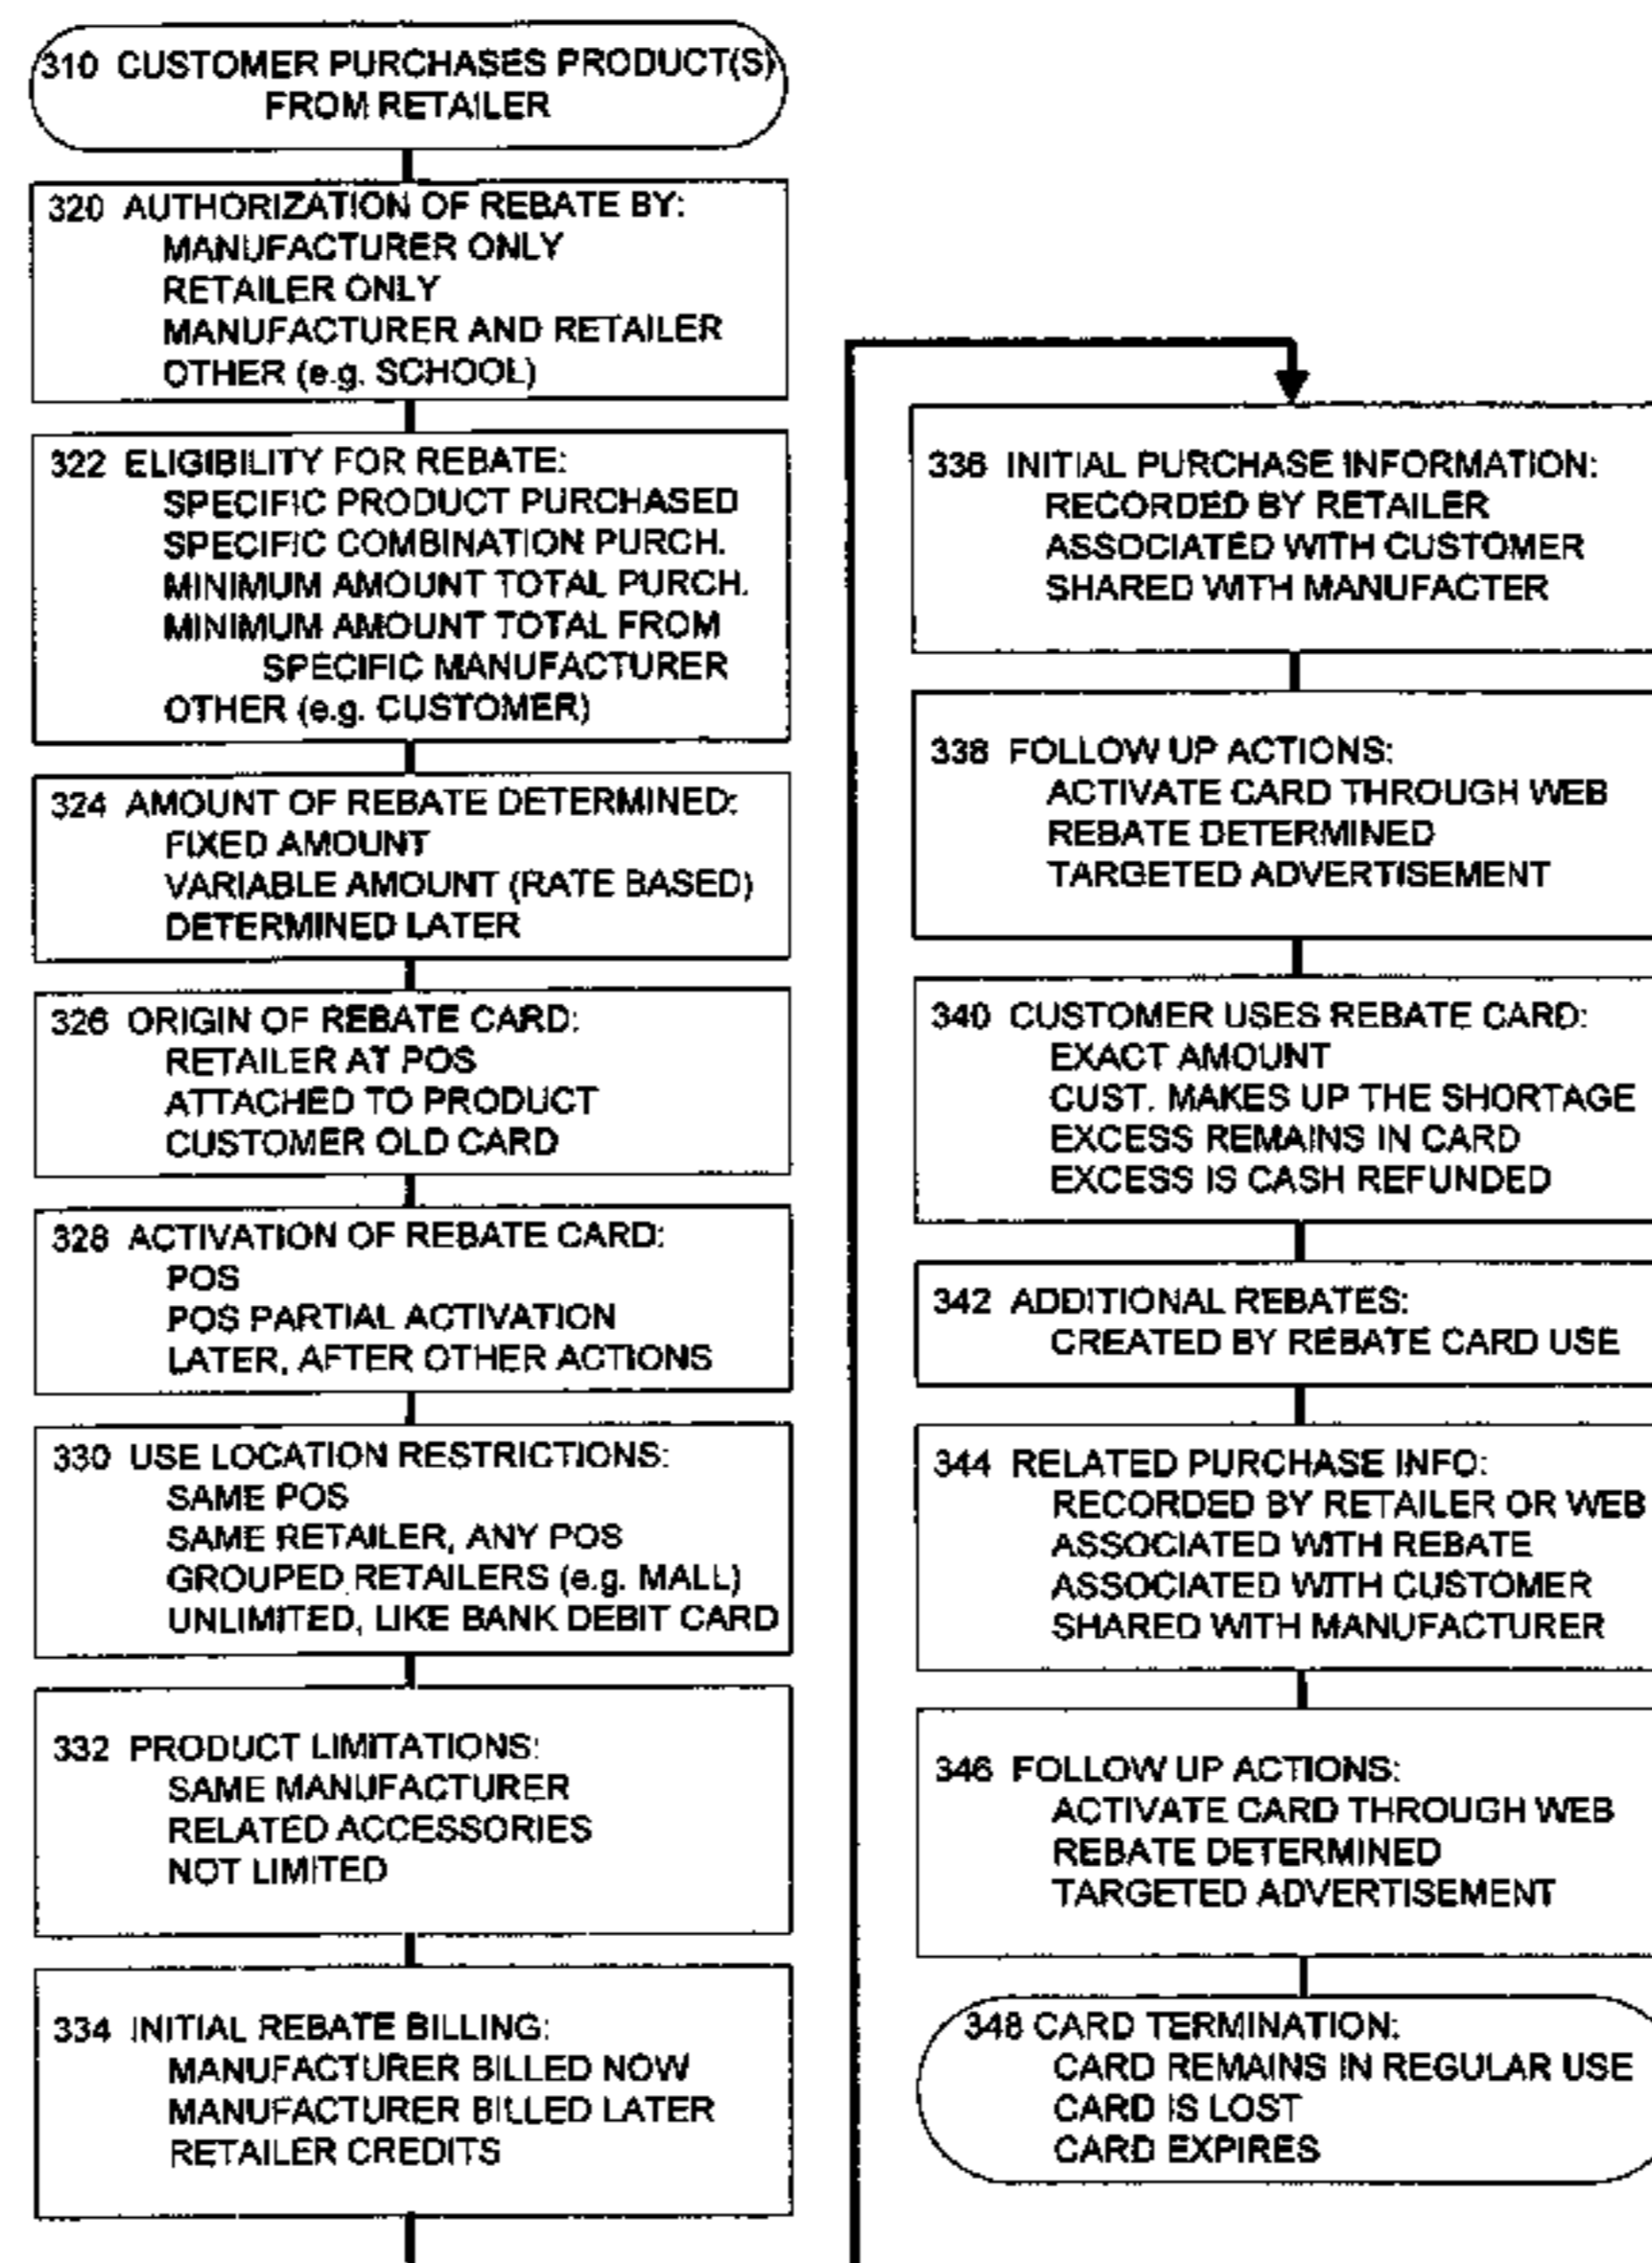 310 CUSTOMER PURCHASES PRODUCT(S)
FROM RETAILER
320 AUTHORIZATION OF REBATE BY:
MANUFACTURER ONLY
RETAILER ONLY
MANUFACTURER AND RETAILER
OTHER (e.g. SCHOOL)
322 ELIGIBILITY FOR REBATE:
SPECIFIC PRODUCT PURCHASED
SPECIFIC COMBINATION PURCH.
MINIMUM AMOUNT TOTAL PURCH.
MINIMUM AMOUNT TOTAL FROM
SPECIFIC MANUFACTURER
OTHER (e.g. CUSTOMER)
324 AMOUNT OF REBATE DETERMINED:
FIXED AMOUNT
VARIABLE AMOUNT (RATE BASED)
DETERMINED LATER
326 ORIGIN OF REBATE CARD:
RETAILER AT POS
ATTACHED TO PRODUCT
CUSTOMER OLD CARD
328 ACTIVATION OF REBATE CARD:
POS
POS PARTIAL ACTIVATION
LATER, AFTER OTHER ACTIONS
330 USE LOCATION RESTRICTIONS:
SAME POS
SAME RETAILER, ANY POS
GROUPED RETAILERS (e.g. MALL)
UNLIMITED, LIKE BANK DEBIT CARD
332 PRODUCT LIMITATIONS:
SAME MANUFACTURER
RELATED ACCESSORIES
NOT LIMITED
334 INITIAL REBATE BILLING:
MANUFACTURER BILLED NOW
MANUFACTURER BILLED LATER
RETAILER CREDITS
336 INITIAL PURCHASE INFORMATION:
RECORDED BY RETAILER
ASSOCIATED WITH CUSTOMER
SHARED WITH MANUFACTER
338 FOLLOW UP ACTIONS:
ACTIVATE CARD THROUGH WEB
REBATE DETERMINED
TARGETED ADVERTISEMENT
340 CUSTOMER USES REBATE CARD:
EXACT AMOUNT
CUST. MAKES UP THE SHORTAGE
EXCESS REMAINS IN CARD
EXCESS IS CASH REFUNDED
342 ADDITIONAL REBATES:
CREATED BY REBATE CARD USE
344 RELATED PURCHASE INFO:
RECORDED BY RETAILER OR WEB
ASSOCIATED WITH REBATE
ASSOCIATED WITH CUSTOMER
SHARED WITH MANUFACTURER
346 FOLLOW UP ACTIONS:
ACTIVATE CARD THROUGH WEB
REBATE DETERMINED
TARGETED ADVERTISEMENT
348 CARD TERMINATION:
CARD REMAINS IN REGULAR USE
CARD IS LOST
CARD EXPIRES